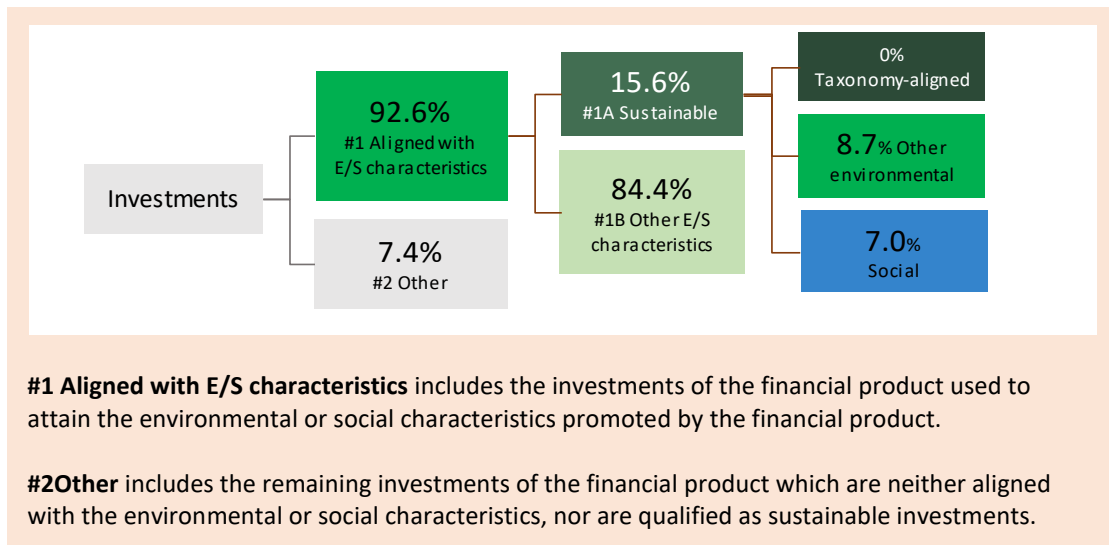 Investments
92.6%
#1 Aligned with
E/S characteristics
7.4%
#2 Other
15.6%
#1A Sustainable
84.4%
#1B Other E/S
characteristics
0%
Taxonomy-aligned
8.7% Other
environmental
7.0%
Social
#1 Aligned with E/S characteristics includes the investments of the financial product used to
attain the environmental or social characteristics promoted by the financial product.
#2Other includes the remaining investments of the financial product which are neither aligned
with the environmental or social characteristics, nor are qualified as sustainable investments.